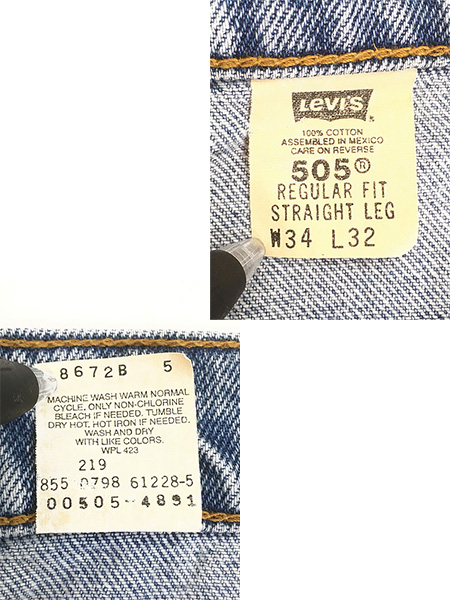 LEVI'S
®
100% COTTON
ASSEMBLED IN MEXICO
CARE ON REVERSE
505®
REGULAR FIT
STRAIGHT LEG
W34 L32
8672B 5
MACHINE WASH WARM NORMAL
CYCLE, ONLY NON-CHLORINE
BLEACH IF NEEDED. TUMBLE
DRY HOT. HOT IRON IF NEEDED.
WASH AND DRY
WITH LIKE COLORS.
WPL 423
219
855 0798 61228-5
00505-4891